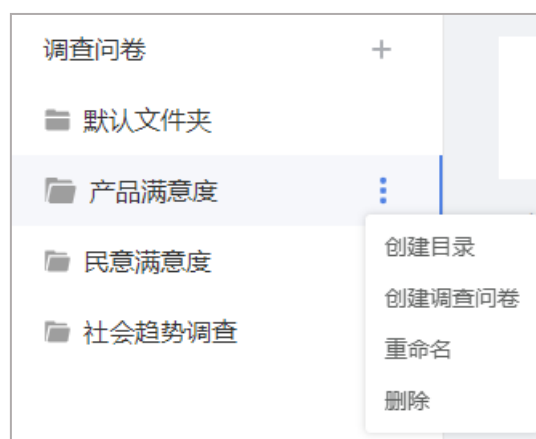 调查问卷
默认文件夹
产品满意度
民意满意度
社会趋势调查
创建目录
创建调查问卷
重命名
删除